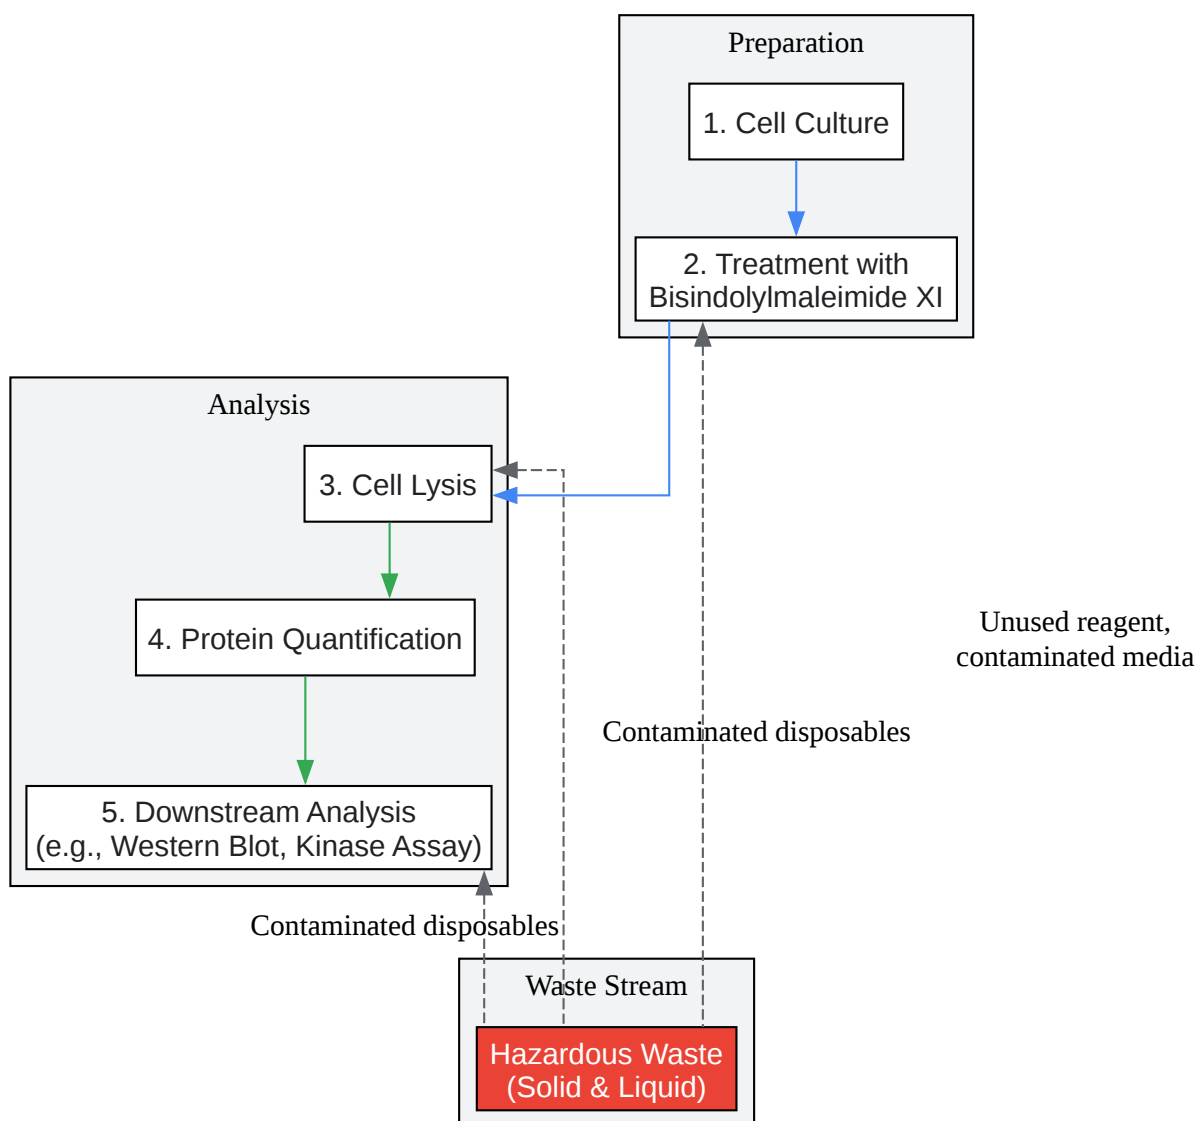 Preparation
1. Cell Culture
2. Treatment with
Bisindolylmaleimide XI
Analysis
3. Cell Lysis
4. Protein Quantification
Unused reagent,
contaminated media
Contaminated disposables
5. Downstream Analysis
(e.g., Western Blot, Kinase Assay)
Contaminated disposables
Waste Stream
Hazardous Waste
(Solid & Liquid)